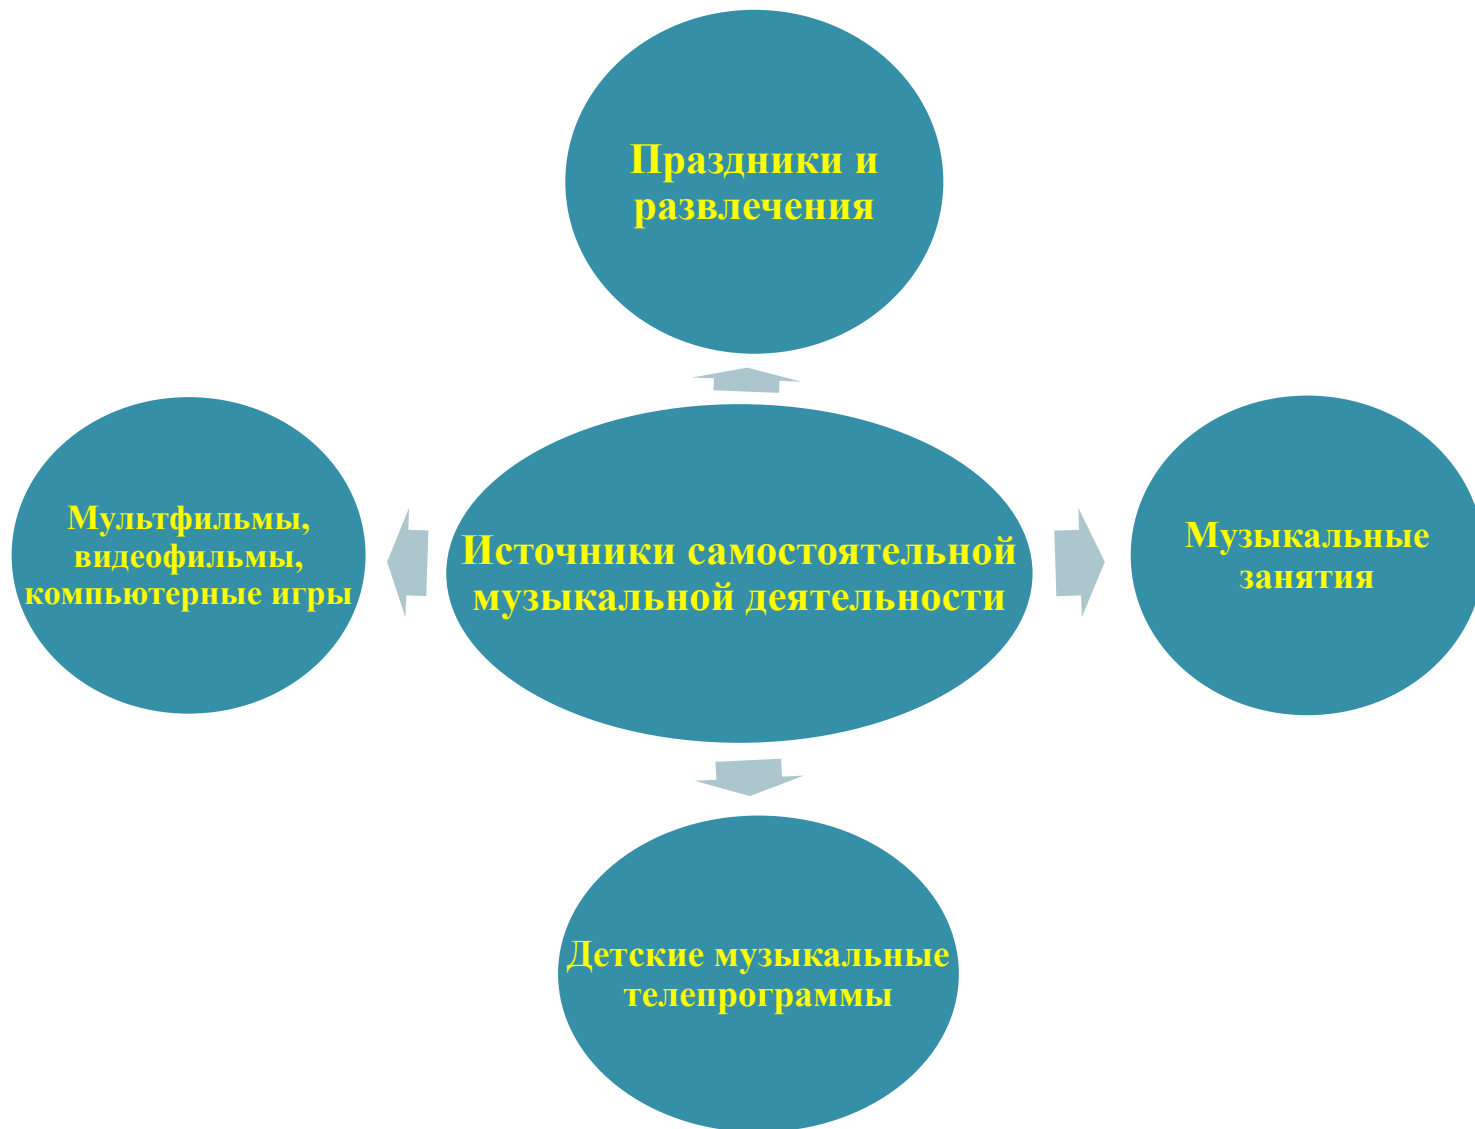 Праздники и
развлечения
Мультфильмы,
видеофильмы,
компьютерные игры
Источники самостоятельной
музыкальной деятельности
Музыкальные
занятия
Детские музыкальные
телепрограммы